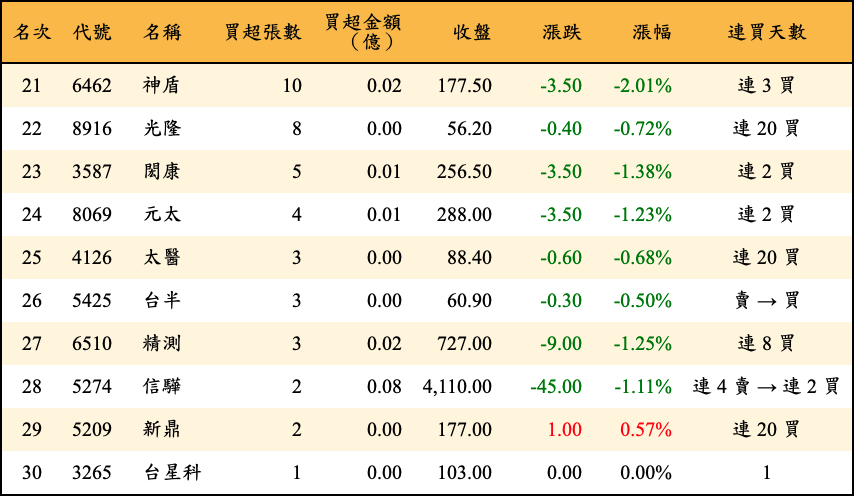 名次 代號 名稱 買超張數 買超金額（億） 收盤 漲跌 漲幅 連買天數
21 6462 神盾 10 0.02 177.50 -3.50 -2.01% 連 3 買
22 8916 光隆 8 0.00 56.20 -0.40 -0.72% 連 20 買
23 3587 閎康 5 0.01 256.50 -3.50 -1.38% 連 2 買
24 8069 元太 4 0.01 288.00 -3.50 -1.23% 連 2 買
25 4126 太醫 3 0.00 88.40 -0.60 -0.68% 連 20 買
26 5425 台半 3 0.00 60.90 -0.30 -0.50% 賣 → 買
27 6510 精測 3 0.02 727.00 -9.00 -1.25% 連 8 買
28 5274 信驊 2 0.08 4,110.00 -45.00 -1.11% 連 4 賣 → 連 2 買
29 5209 新鼎 2 0.00 177.00 1.00 0.57% 連 20 買
30 3265 台星科 1 0.00 103.00 0.00 0.00% 1